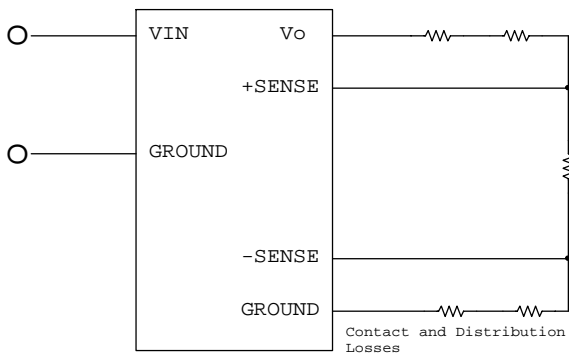 VIN Vo
+SENSE
GROUND
-SENSE
GROUND
Contact and Distribution
Losses